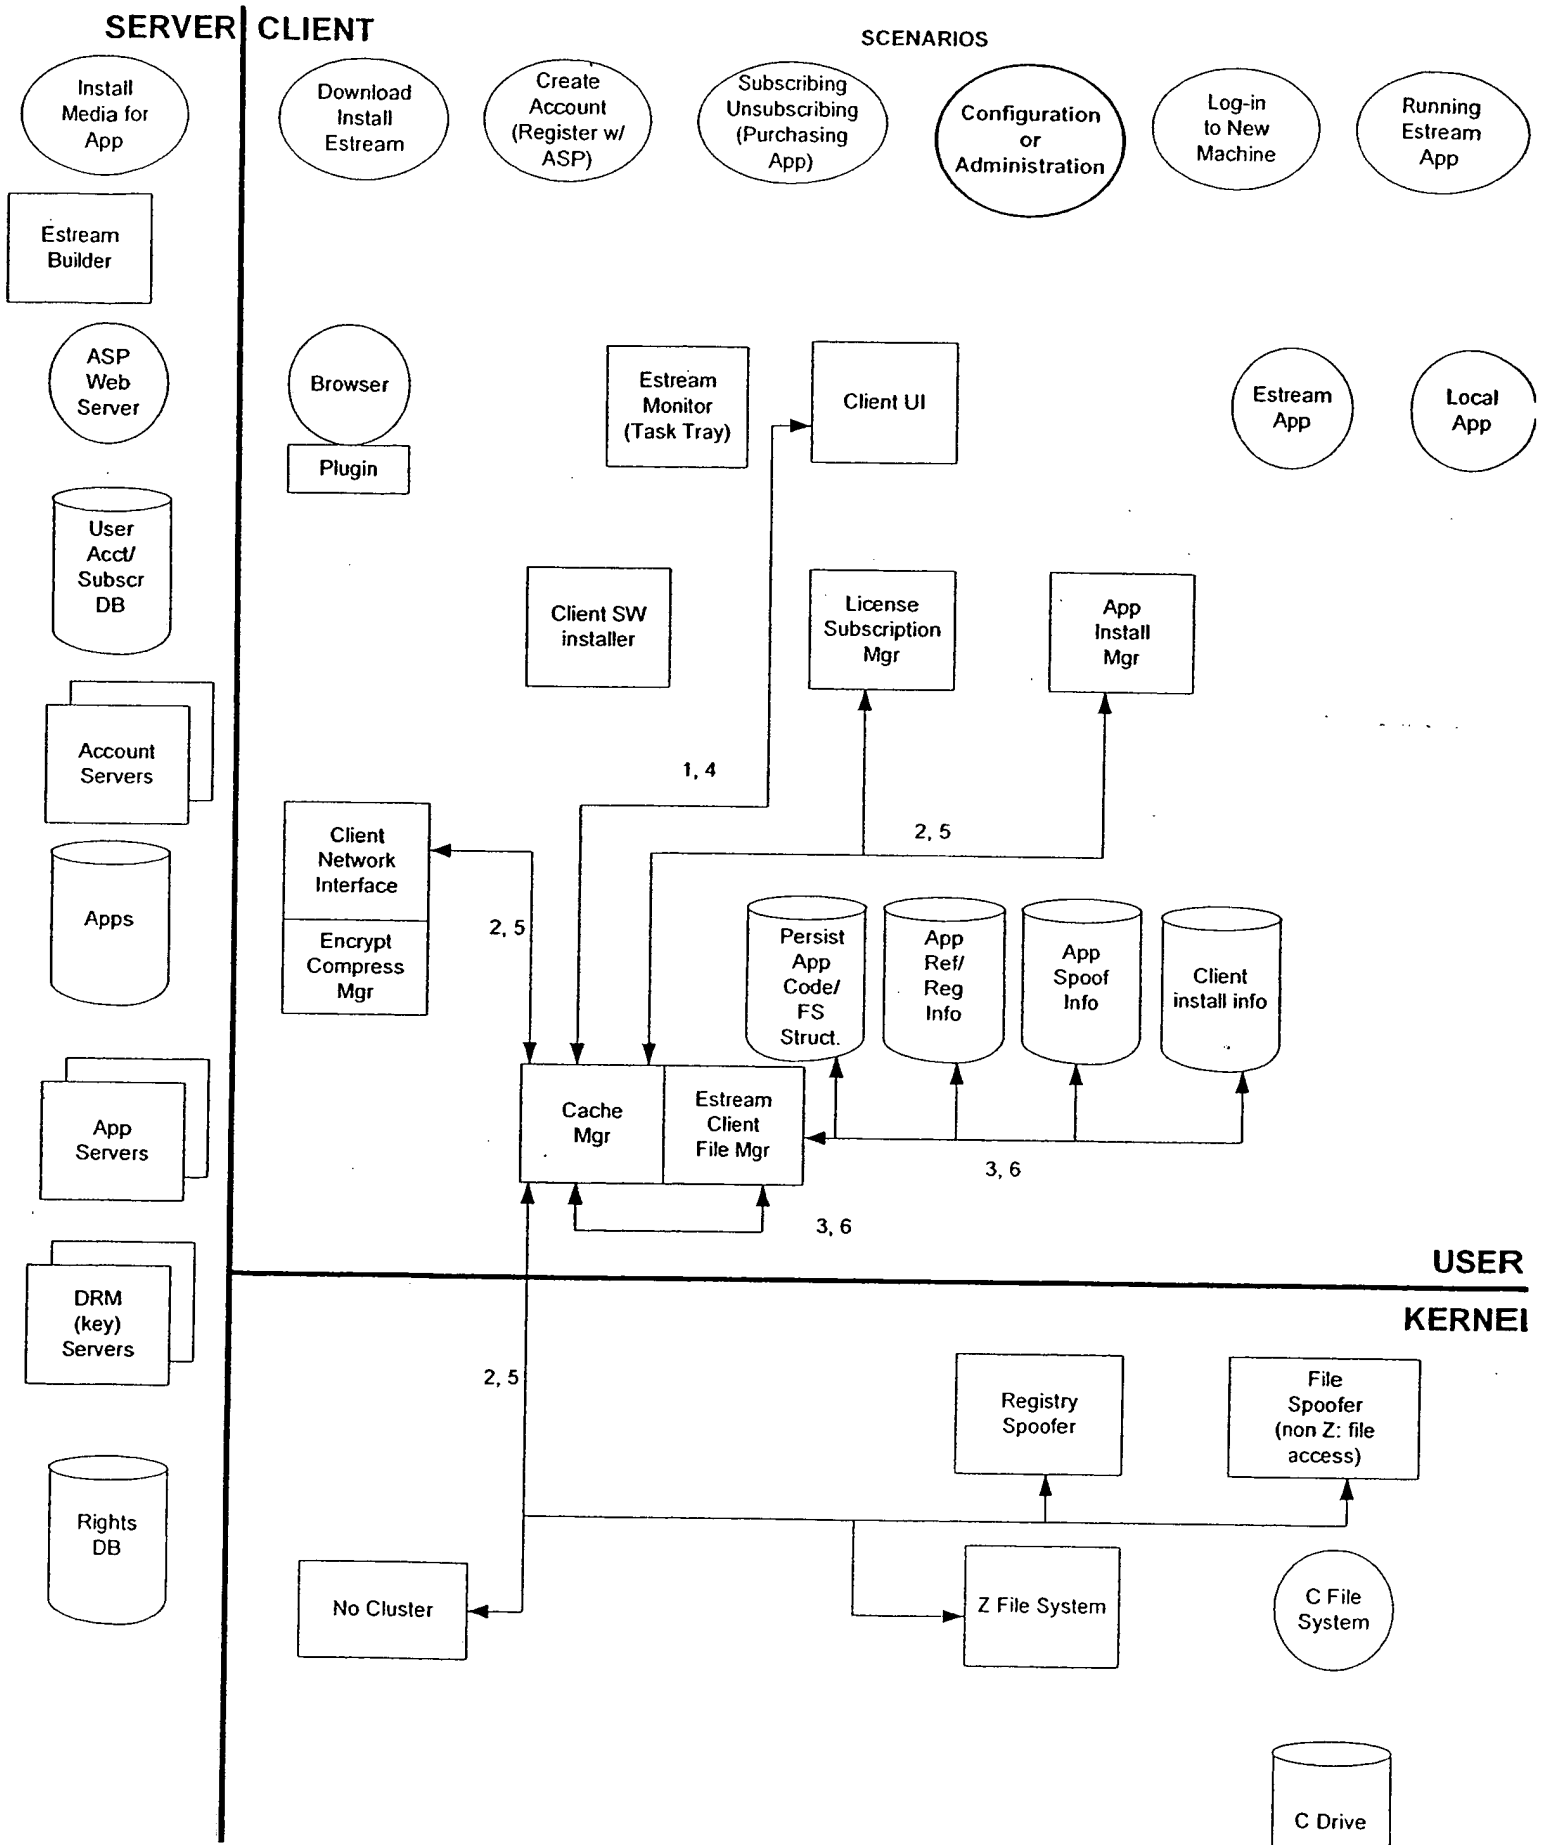 SERVER
CLIENT
SCENARIOS
Install
Media for
App
Download
Install
Estream
Create
Account
(Register w/
ASP)
Subscribing
Unsubscribing
(Purchasing
App)
Configuration
or
Administration
Log-in
to New
Machine
Running
Estream
App
Estream
Builder
ASP
Web
Server
Browser
Plugin
Estream
Monitor
(Task Tray)
Client UI
Estream
App
Local
App
User
Acct/
Subscr
DB
Client SW
installer
License
Subscription
Mgr
App
Install
Mgr
Account
Servers
1, 4
2, 5
Client
Network
Interface
Encrypt
Compress
Mgr
2, 5
Apps
Persist
App
Code/
FS
Struct.
App
Ref/
Reg
Info
App
Spoof
Info
Client
install info
Cache
Mgr
Estream
Client
File Mgr
3, 6
3, 6
App
Servers
USER
KERNEl
DRM
(key)
Servers
2, 5
Registry
Spoofer
File
Spoofer
(non Z: file
access)
Rights
DB
No Cluster
Z File System
C File
System
C Drive